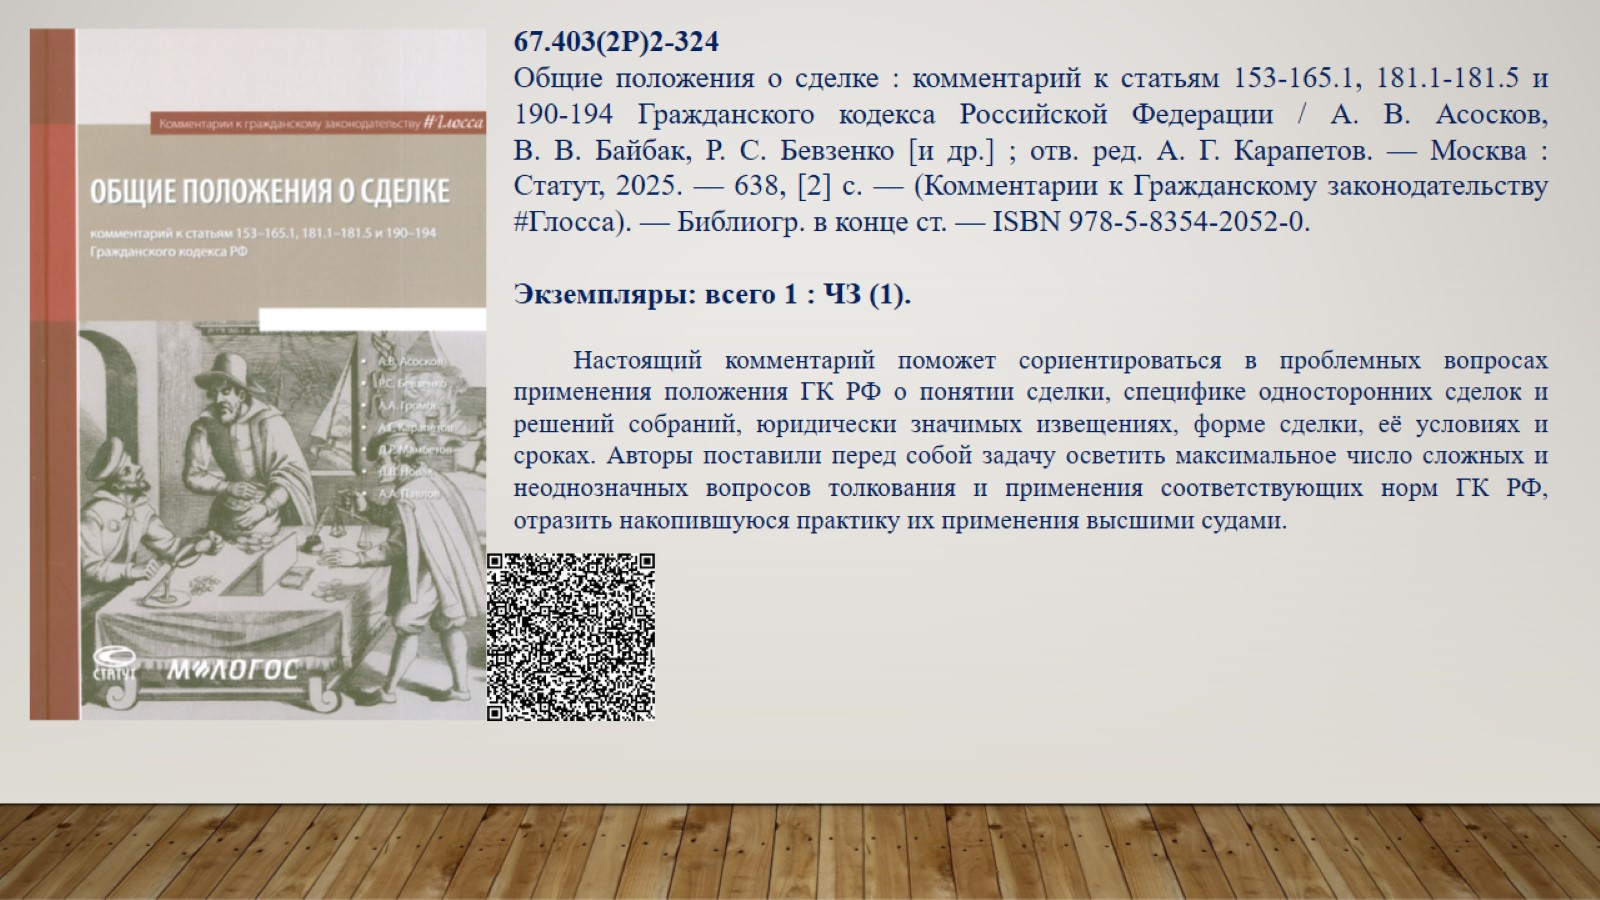 Комментарии к гражданскому законодательству #Глосса
ОБЩИЕ ПОЛОЖЕНИЯ О СДЕЛКЕ
комментарий к статьям 153–165.1, 181.1–181.5 и 190–194
Гражданского кодекса РФ
• А.В. Асосков
• Р.С. Бевзенко
• А.А. Громов
• А.Г. Карапетов
• Д.Р. Мамбетов
• Д.В. Новак
• А.А. Павлов
СТАТУТ
М ЛОГОС
67.403(2Р)2-324
Общие положения о сделке : комментарий к статьям 153-165.1, 181.1-181.5 и
190-194 Гражданского кодекса Российской Федерации / А. В. Асосков,
В. В. Байбак, Р. С. Бевзенко [и др.] ; отв. ред. А. Г. Карапетов. — Москва :
Статут, 2025. — 638, [2] с. — (Комментарии к Гражданскому законодательству
#Глосса). — Библиогр. в конце ст. — ISBN 978-5-8354-2052-0.
Экземпляры: всего 1 : ЧЗ (1).
Настоящий комментарий поможет сориентироваться в проблемных вопросах
применения положения ГК РФ о понятии сделки, специфике односторонних сделок и
решений собраний, юридически значимых извещениях, форме сделки, её условиях и
сроках. Авторы поставили перед собой задачу осветить максимальное число сложных и
неоднозначных вопросов толкования и применения соответствующих норм ГК РФ,
отразить накопившуюся практику их применения высшими судами.